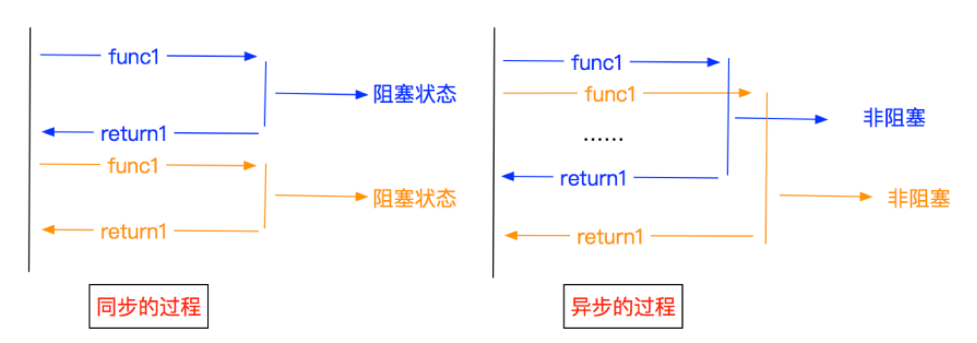 func1
阻塞状态
return1
func1
阻塞状态
return1
同步的过程
func1
func1
......
非阻塞
return1
非阻塞
return1
异步的过程